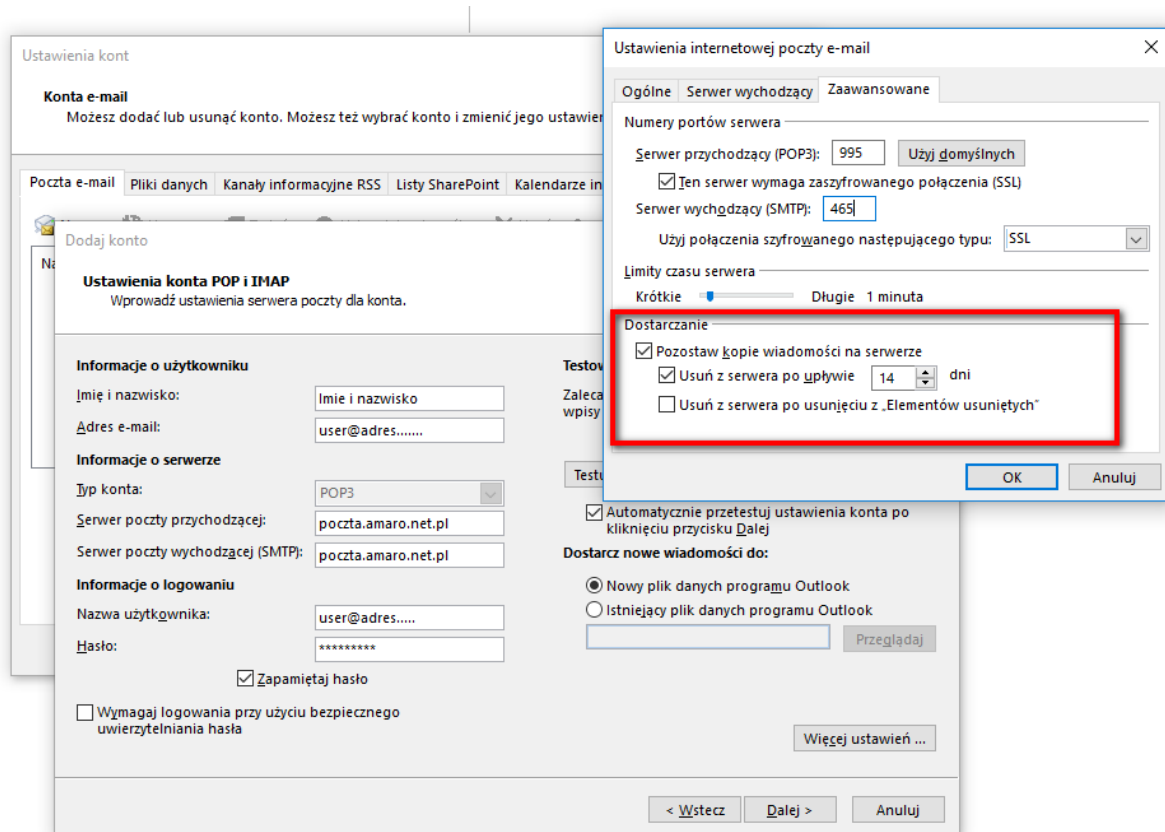 Ustawienia kont
Konta e-mail
Możesz dodać lub usunąć konto. Możesz też wybrać konto i zmienić jego ustawier
Poczta e-mail Pliki danych Kanały informacyjne RSS Listy SharePoint Kalendarze in
Dodaj konto
Ustawienia konta POP i IMAP
Wprowadź ustawienia serwera poczty dla konta.
Informacje o użytkowniku
Imię i nazwisko: Imie i nazwisko
Adres e-mail: user@adres.......
Informacje o serwerze
Typ konta: POP3
Serwer poczty przychodzącej: poczta.amaro.net.pl
Serwer poczty wychodzącej (SMTP): poczta.amaro.net.pl
Informacje o logowaniu
Nazwa użytkownika: user@adres.....
Hasło: *********
Zapamiętaj hasło
Wymagaj logowania przy użyciu bezpiecznego
uwierzytelniania hasła
Testow
Zaleca
wpisy
Testu
Automatycznie przetestuj ustawienia konta po
kliknięciu przycisku Dalej
Dostarcz nowe wiadomości do:
Nowy plik danych programu Outlook
Istniejący plik danych programu Outlook
Przeglądaj
Więcej ustawień ...
< Wstecz Dalej > Anuluj
Ustawienia internetowej poczty e-mail
Ogólne Serwer wychodzący Zaawansowane
Numery portów serwera
Serwer przychodzący (POP3): 995 Użyj domyślnych
Ten serwer wymaga zaszyfrowanego połączenia (SSL)
Serwer wychodzący (SMTP): 465
Użyj połączenia szyfrowanego następującego typu: SSL
Limity czasu serwera
Krótkie Długie 1 minuta
Dostarczanie
Pozostaw kopie wiadomości na serwerze
Usuń z serwera po upływie 14 dni
Usuń z serwera po usunięciu z „Elementów usuniętych”
OK Anuluj